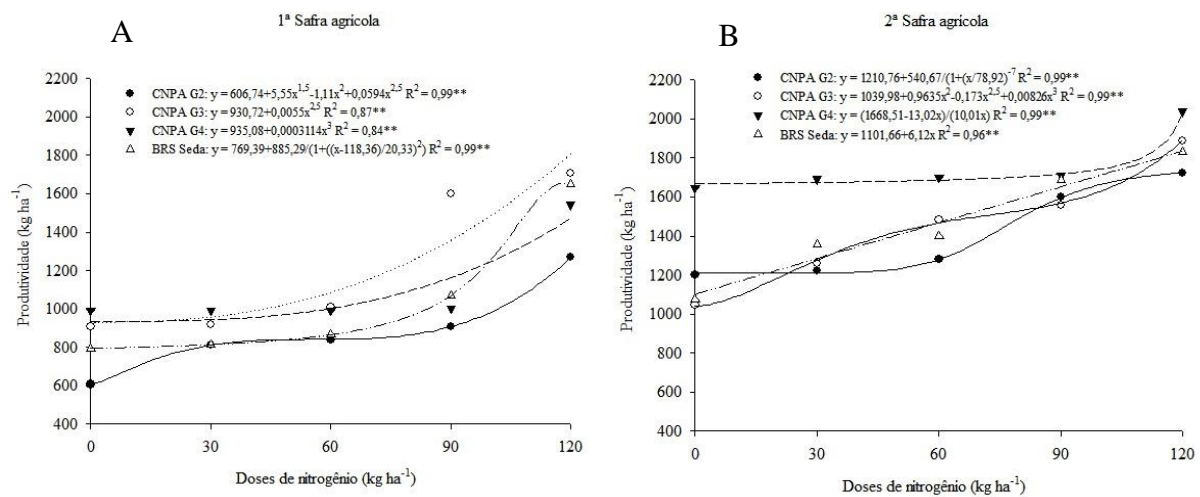 1ª Safra agricola
A
CNPA G2: y = 606,74+5,55x^1,5-1,11x^2+0,0594x^2,5 R^2 = 0,99**
CNPA G3: y = 930,72+0,0055x^2,5 R^2 = 0,87**
CNPA G4: y = 935,08+0,0003114x^3 R^2 = 0,84**
BRS Seda: y = 769,39+885,29/(1+((x-118,36)/20,33)^2) R^2 = 0,99**
Produtividade (kg ha^-1)
2200
2000
1800
1600
1400
1200
1000
800
600
400
0 30 60 90 120
Doses de nitrogênio (kg ha^-1)
2ª Safra agricola
B
CNPA G2: y = 1210,76+540,67/(1+(x/78,92)^-7 R^2 = 0,99**
CNPA G3: y = 1039,98+0,9635x^2-0,173x^2,5+0,00826x^3 R^2 = 0,99**
CNPA G4: y = (1668,51-13,02x)/(10,01x) R^2 = 0,99**
BRS Seda: y = 1101,66+6,12x R^2 = 0,96**
Produtividade (kg ha^-1)
2200
2000
1800
1600
1400
1200
1000
800
600
400
0 30 60 90 120
Doses de nitrogênio (kg ha^-1)